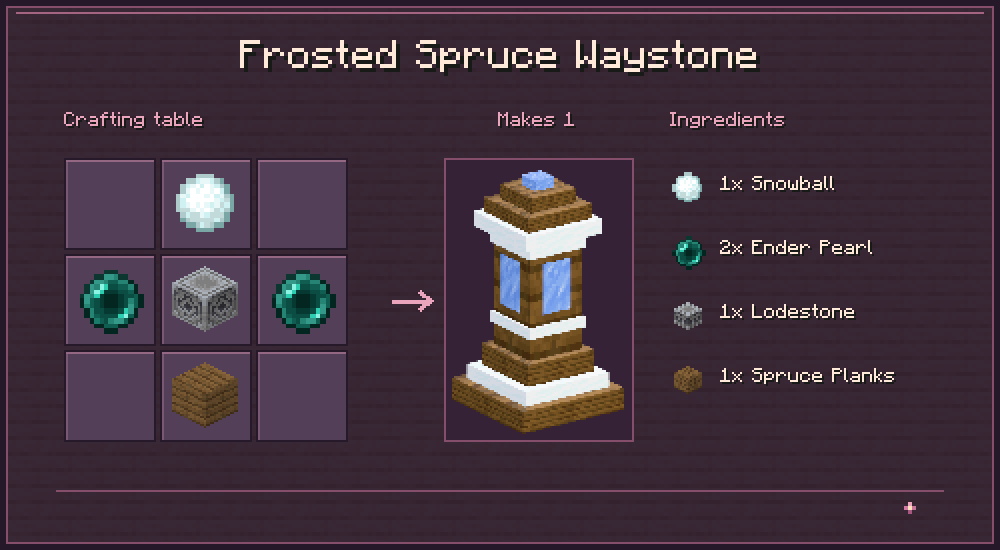 Frosted Spruce Waystone
Crafting table
Makes 1
Ingredients
1x Snowball
2x Ender Pearl
1x Lodestone
1x Spruce Planks